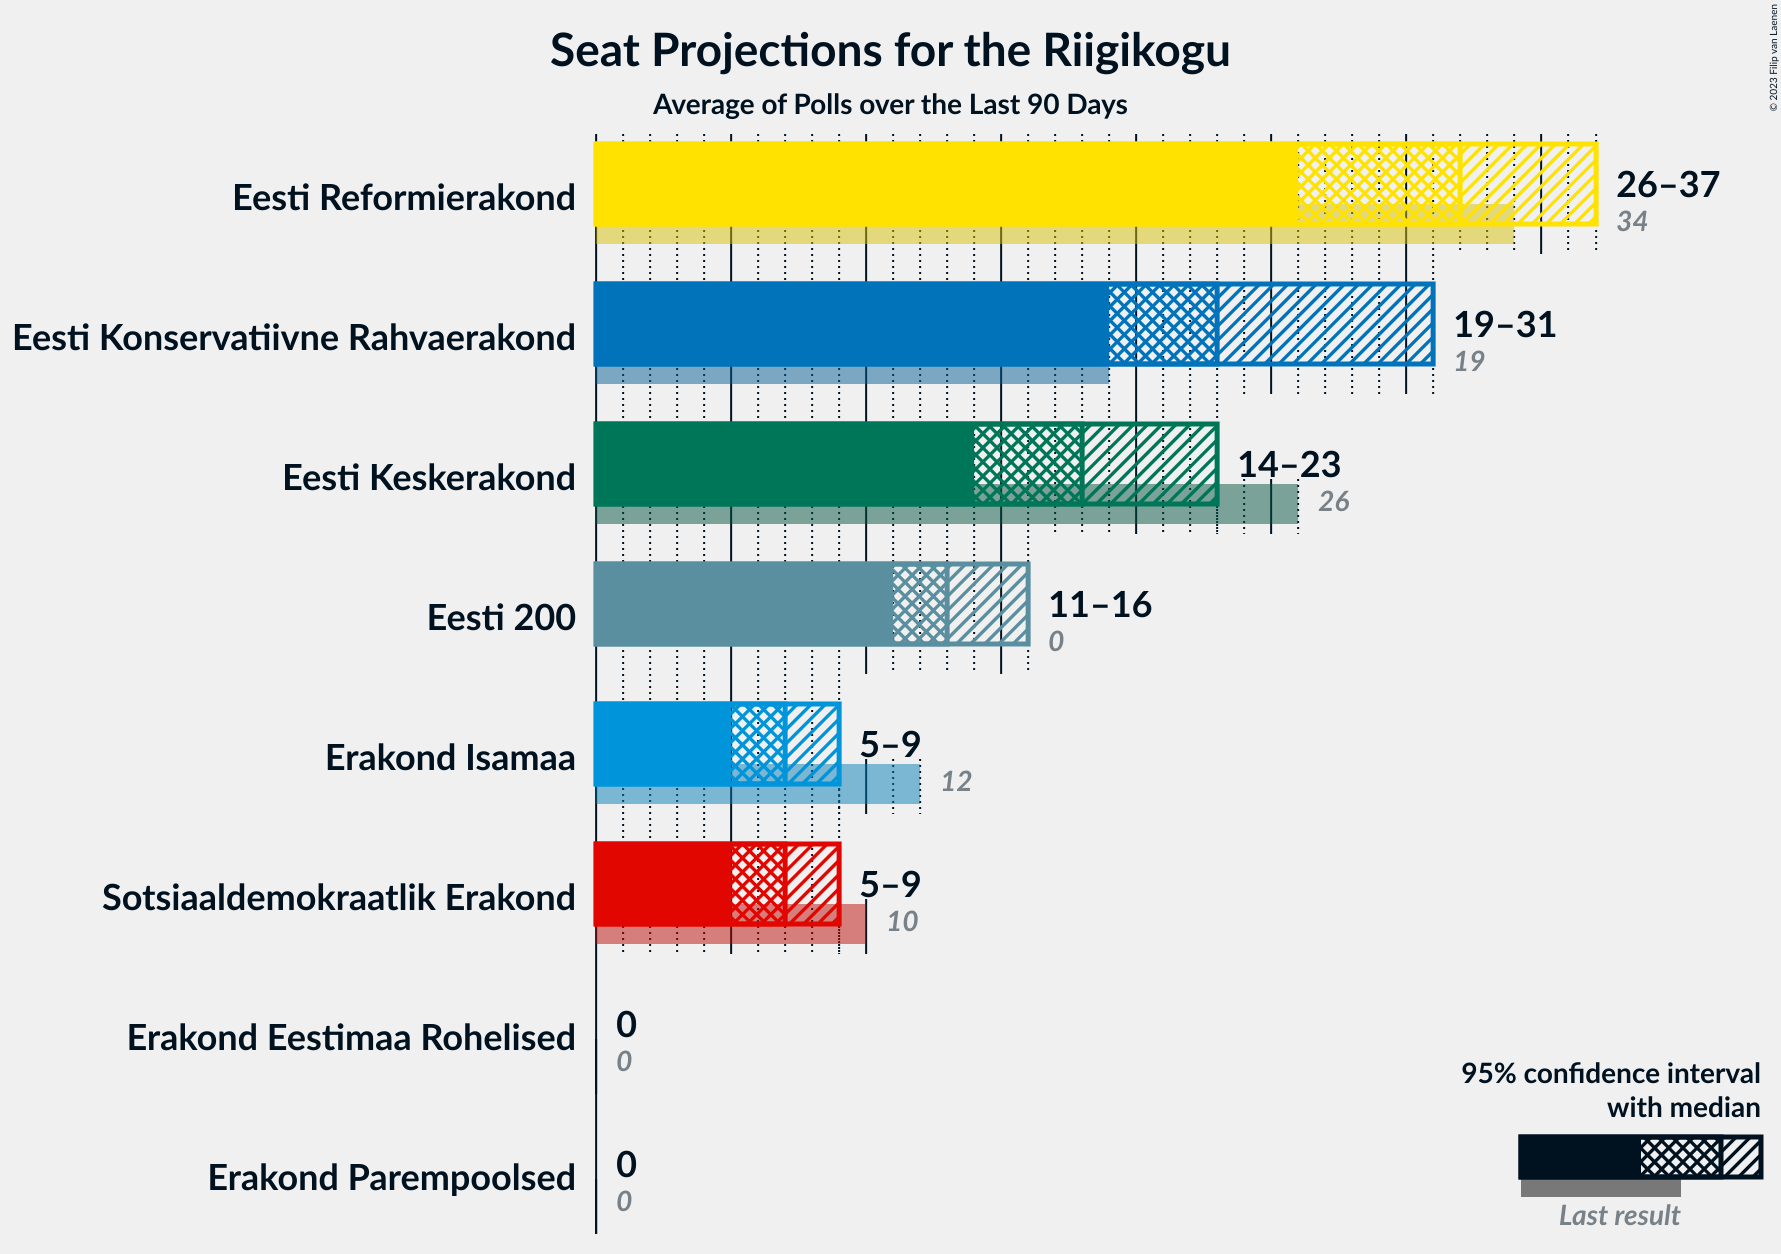 Seat Projections for the Riigikogu
Average of Polls over the Last 90 Days
© 2023 Filip van Laenen
Eesti Reformierakond
26–37
34
Eesti Konservatiivne Rahvaerakond
19–31
19
Eesti Keskerakond
14–23
26
Eesti 200
11–16
0
Erakond Isamaa
5–9
12
Sotsiaaldemokraatlik Erakond
5–9
10
Erakond Eestimaa Rohelised
0
0
Erakond Parempoolsed
0
0
95% confidence interval
with median
Last result